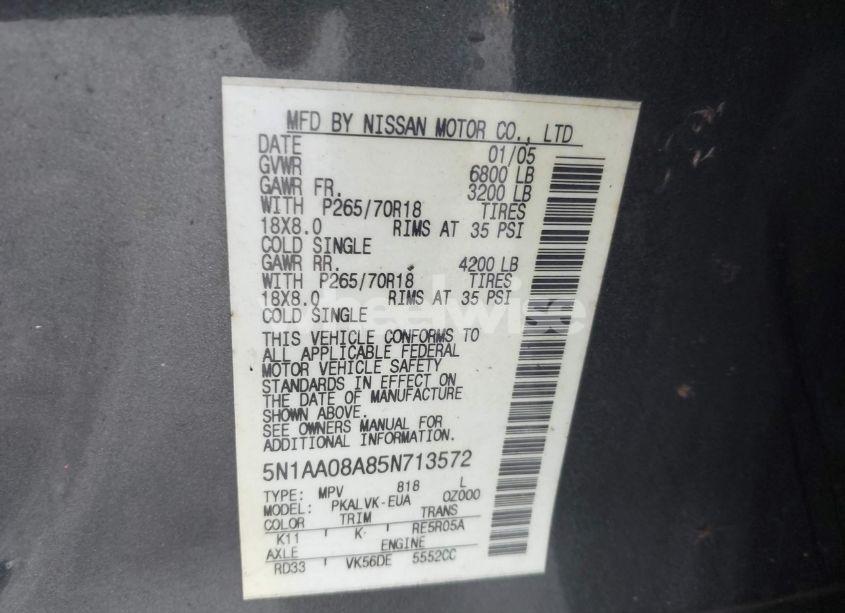 MFD BY NISSAN MOTOR CO., LTD
DATE 01/05
GVWR 6800 LB
GAWR FR. 3200 LB
WITH P265/70R18 TIRES
18X8.0 RIMS AT 35 PSI
COLD SINGLE
GAWR RR. 4200 LB
WITH P265/70R18 TIRES
18X8.0 RIMS AT 35 PSI
COLD SINGLE
wheelwise
THIS VEHICLE CONFORMS TO
ALL APPLICABLE FEDERAL
MOTOR VEHICLE SAFETY
STANDARDS IN EFFECT ON
THE DATE OF MANUFACTURE
SHOWN ABOVE.
SEE OWNERS MANUAL FOR
ADDITIONAL INFORMATION.
5N1AA08A85N713572
TYPE: MPV 818 L
MODEL: PKALVK-EUA 0Z000
COLOR TRIM TRANS
K11 K RE5R05A
AXLE ENGINE
RD33 VK56DE 5552CC